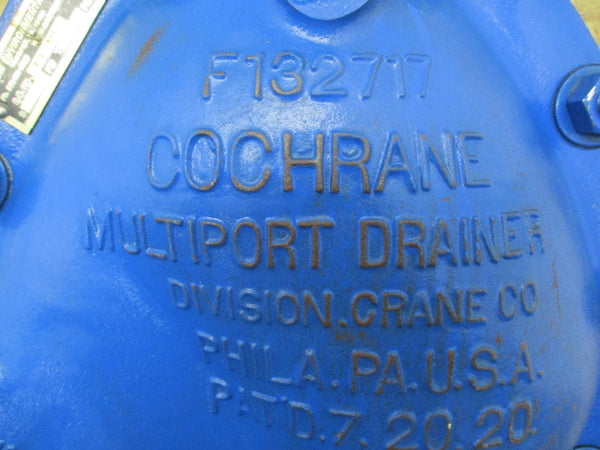 F132717
COCHRANE
MULTIPORT DRAINER
DIVISION.CRANE CO
PHILA.PA.U.S.A.
PAT'D.7.20.20.